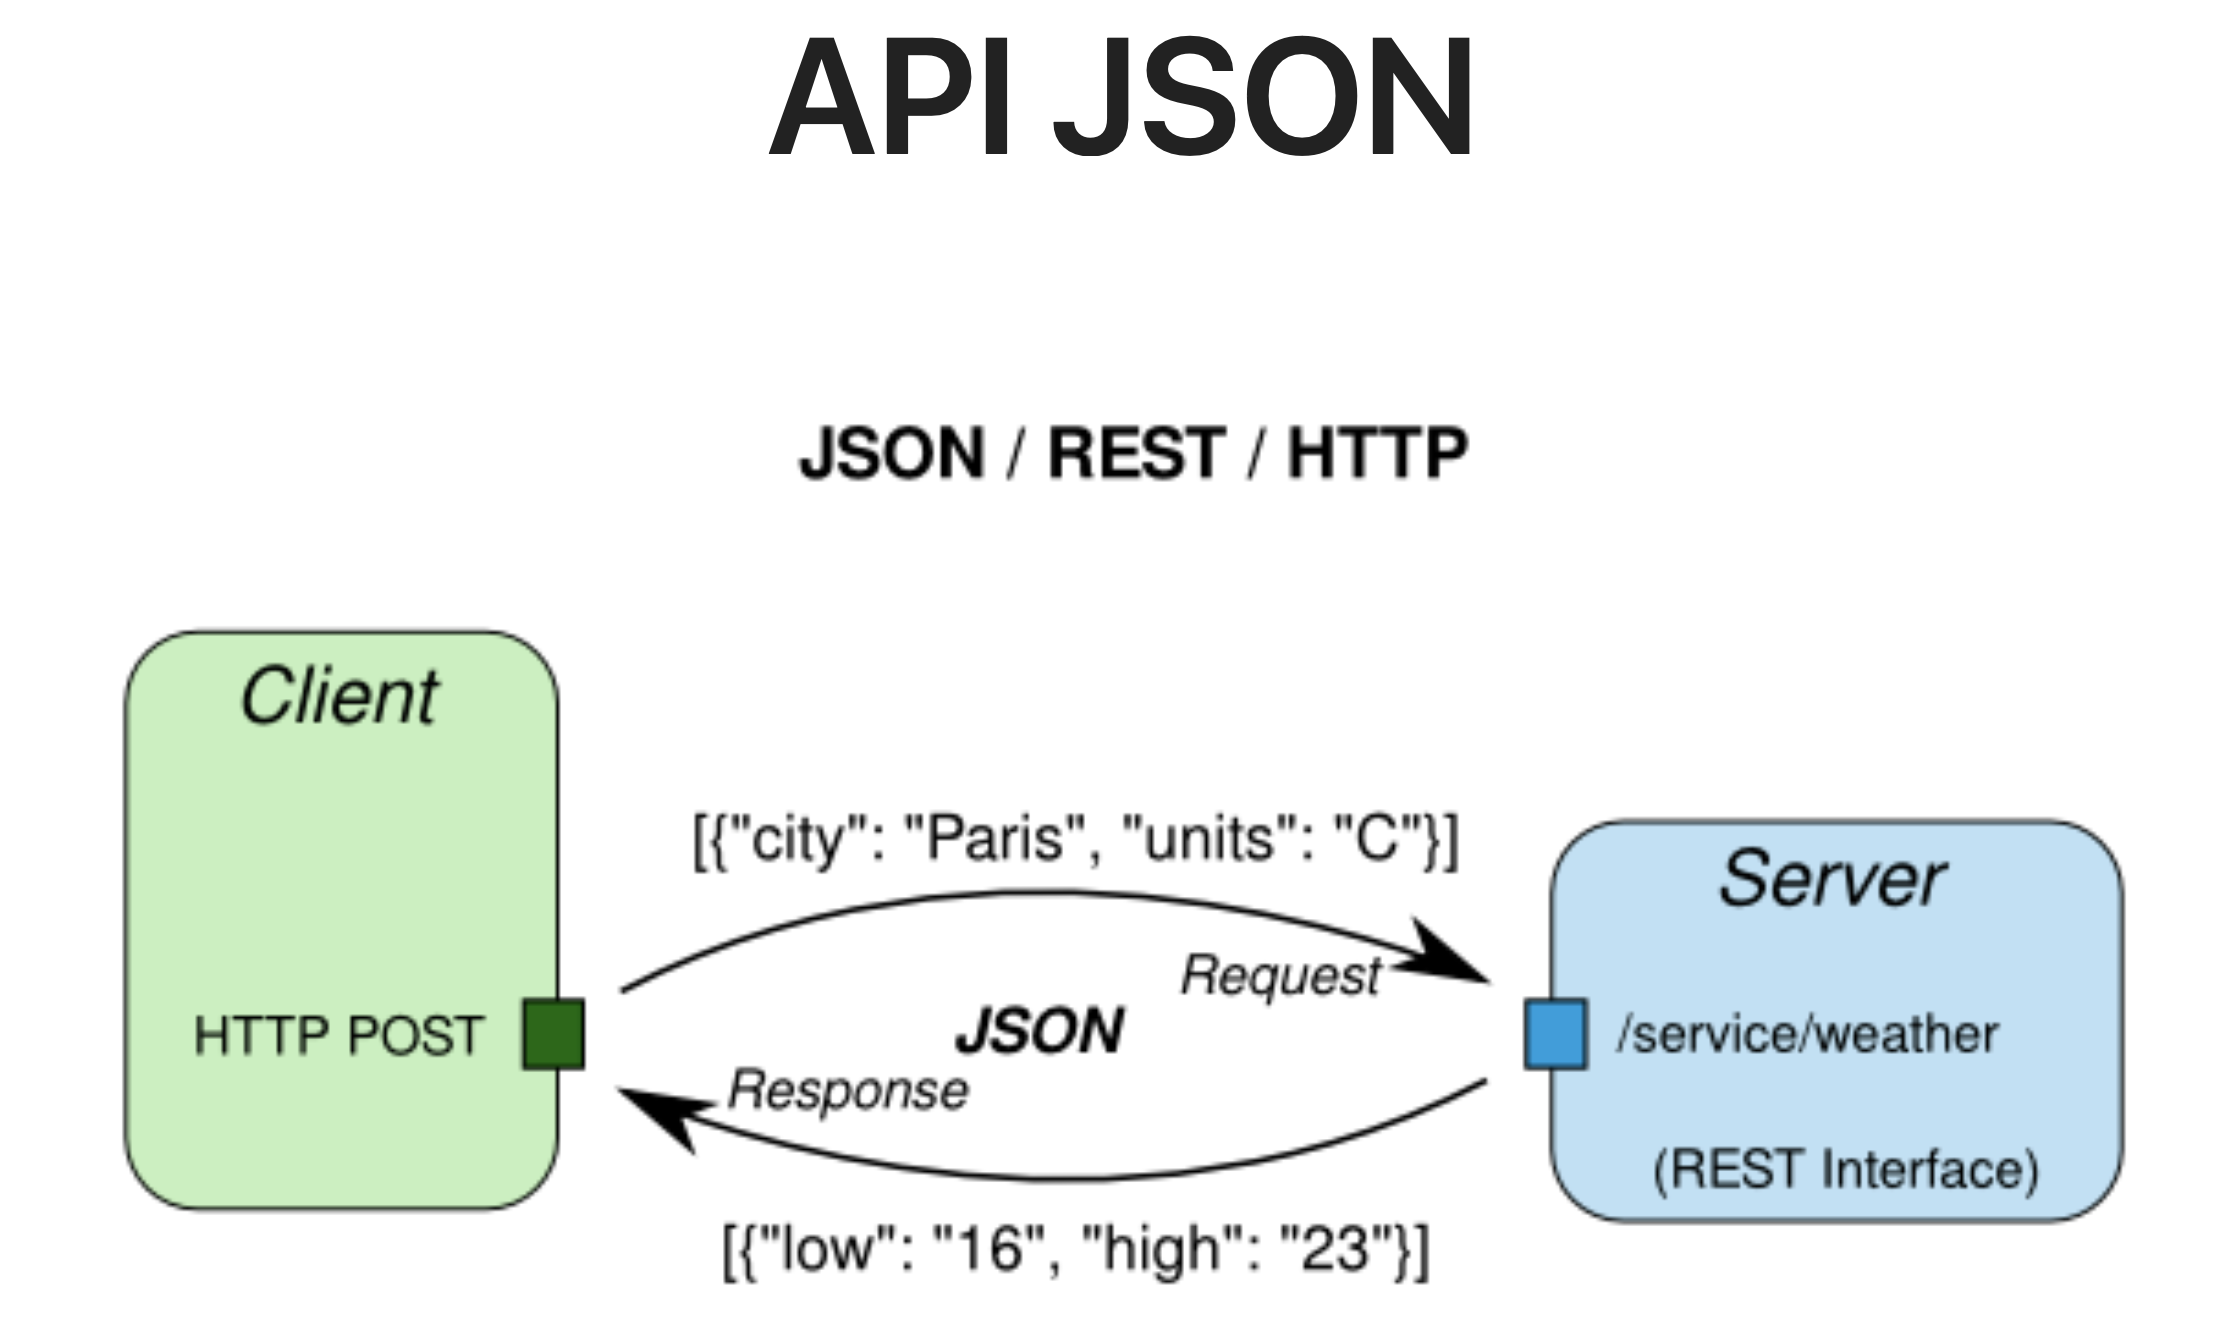 API JSON
JSON / REST / HTTP
Client
[{"city": "Paris", "units": "C"}]
Server
Request
JSON
HTTP POST
/service/weather
Response
(REST Interface)
[{"low": "16", "high": "23"}]